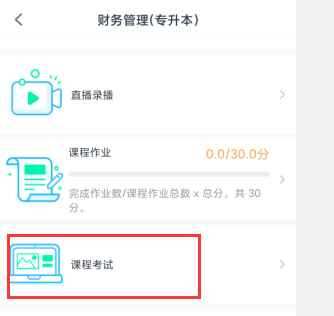 财务管理(专升本)
直播录播
课程作业 0.0/30.0分
完成作业数/课程作业总数 x 总分。共 30
分。
课程考试